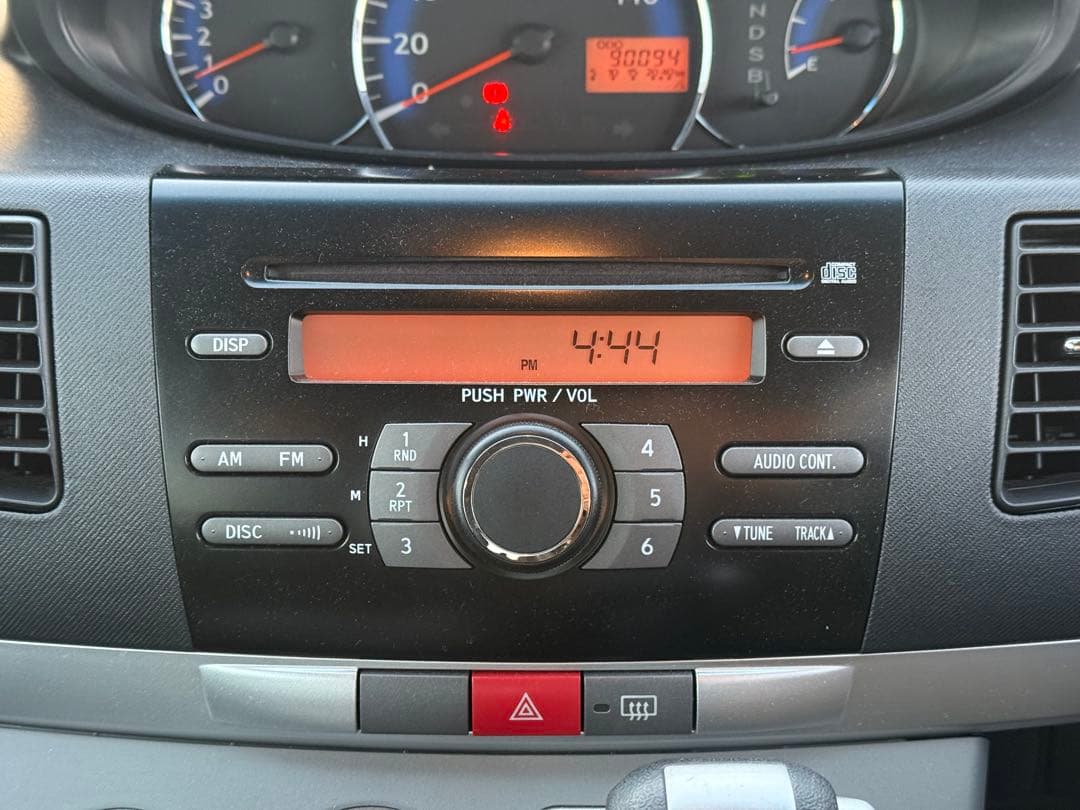 3
2
1
0
20
0
ODO
90094
N
D
S
B
E
disc
DISP
PM 4:44
PUSH PWR / VOL
AM FM
H 1 RND
4
AUDIO CONT.
M 2 RPT
5
DISC
SET 3
6
▼TUNE TRACK▲